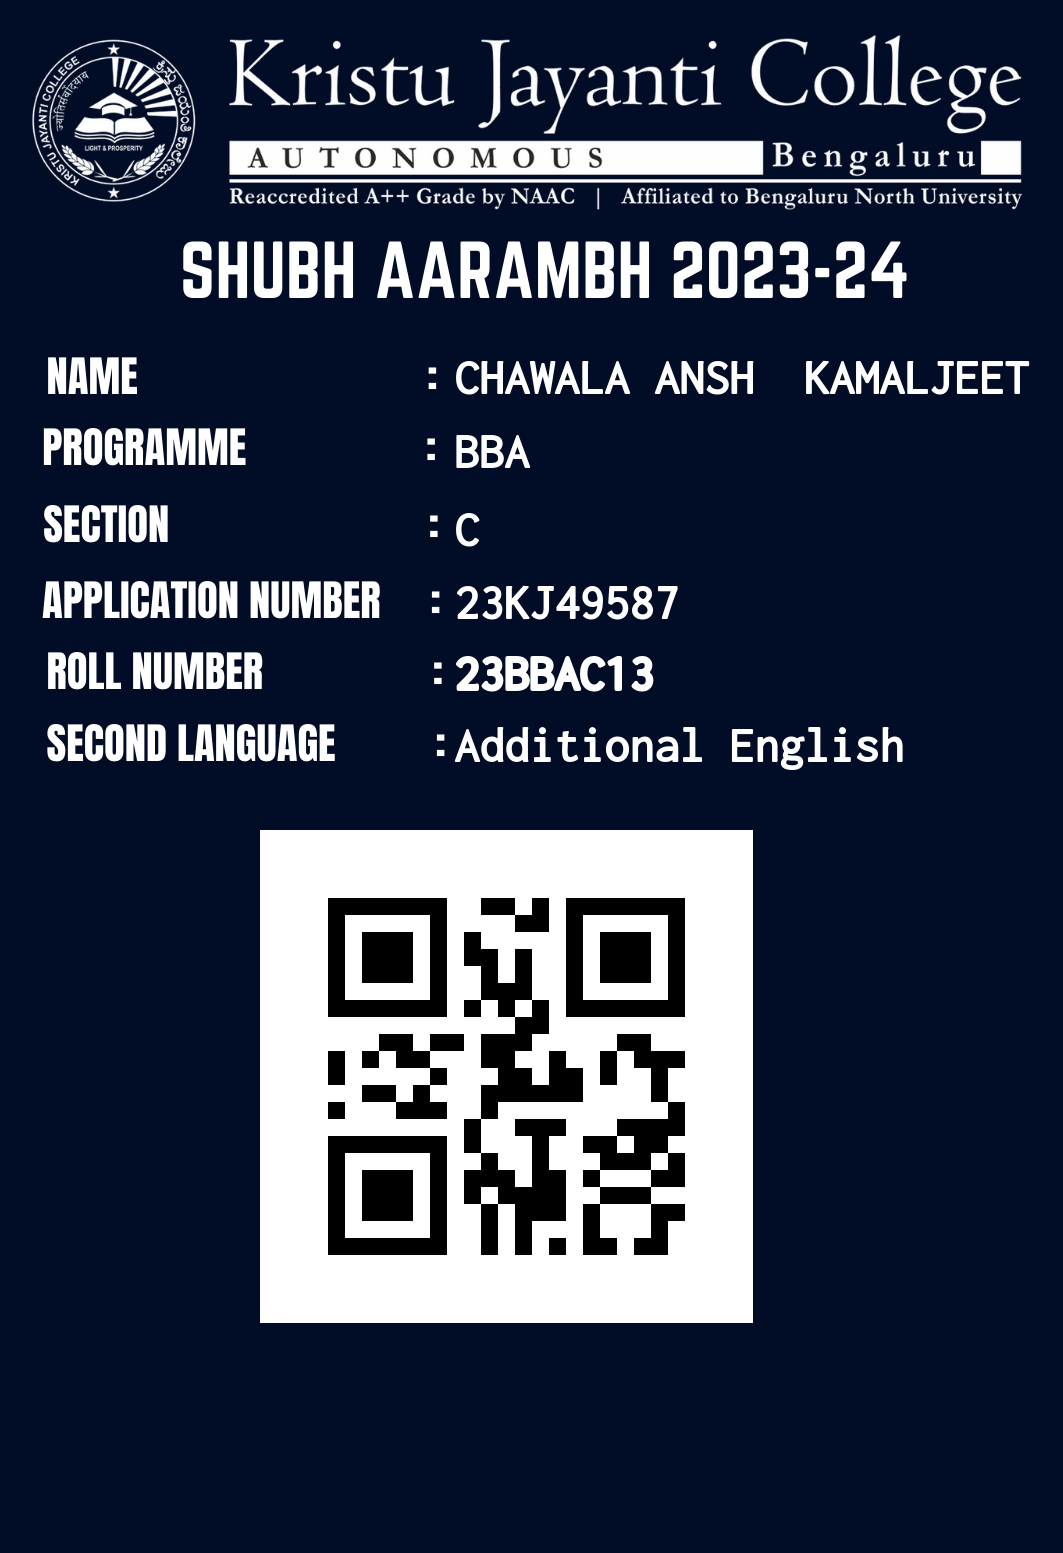 KRISTU JAYANTI COLLEGE
LIGHT & PROSPERITY
Kristu Jayanti College
AUTONOMOUS Bengaluru
Reaccredited A++ Grade by NAAC | Affiliated to Bengaluru North University
SHUBH AARAMBH 2023-24
NAME : CHAWALA ANSH KAMALJEET
PROGRAMME : BBA
SECTION : C
APPLICATION NUMBER : 23KJ49587
ROLL NUMBER : 23BBAC13
SECOND LANGUAGE : Additional English